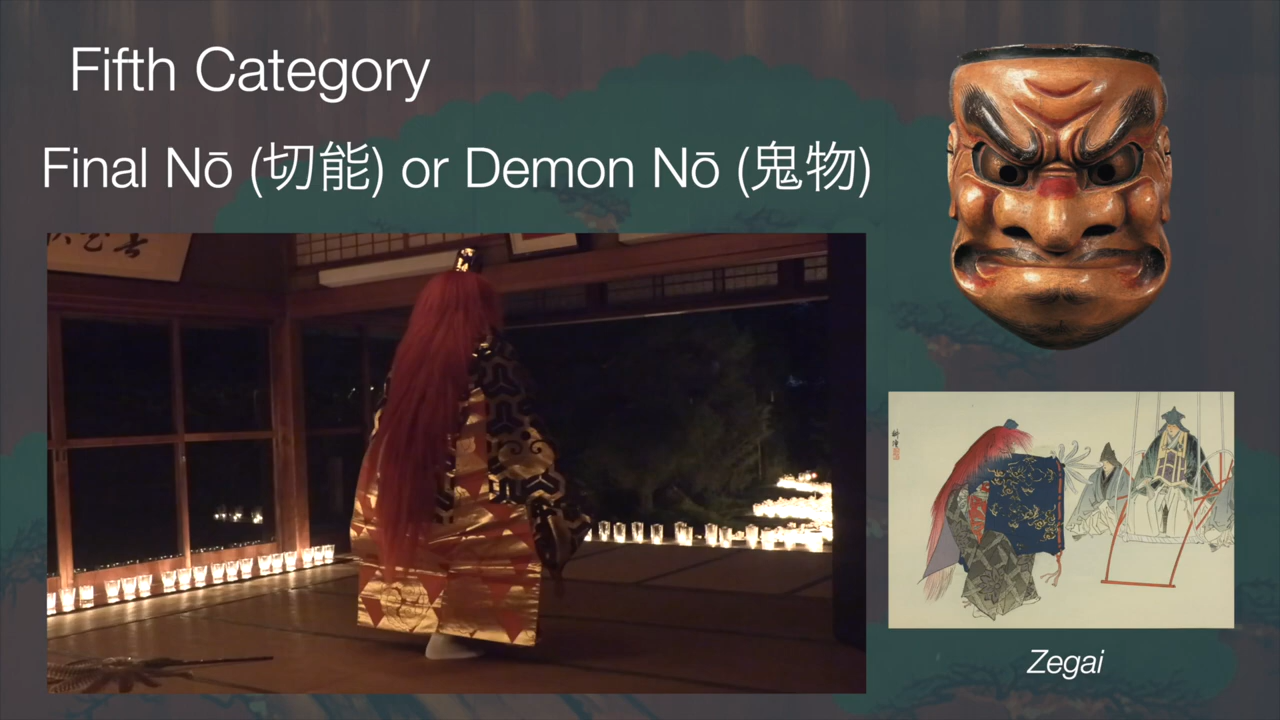 Fifth Category
Final Nō (切能) or Demon Nō (鬼物)
Zegai